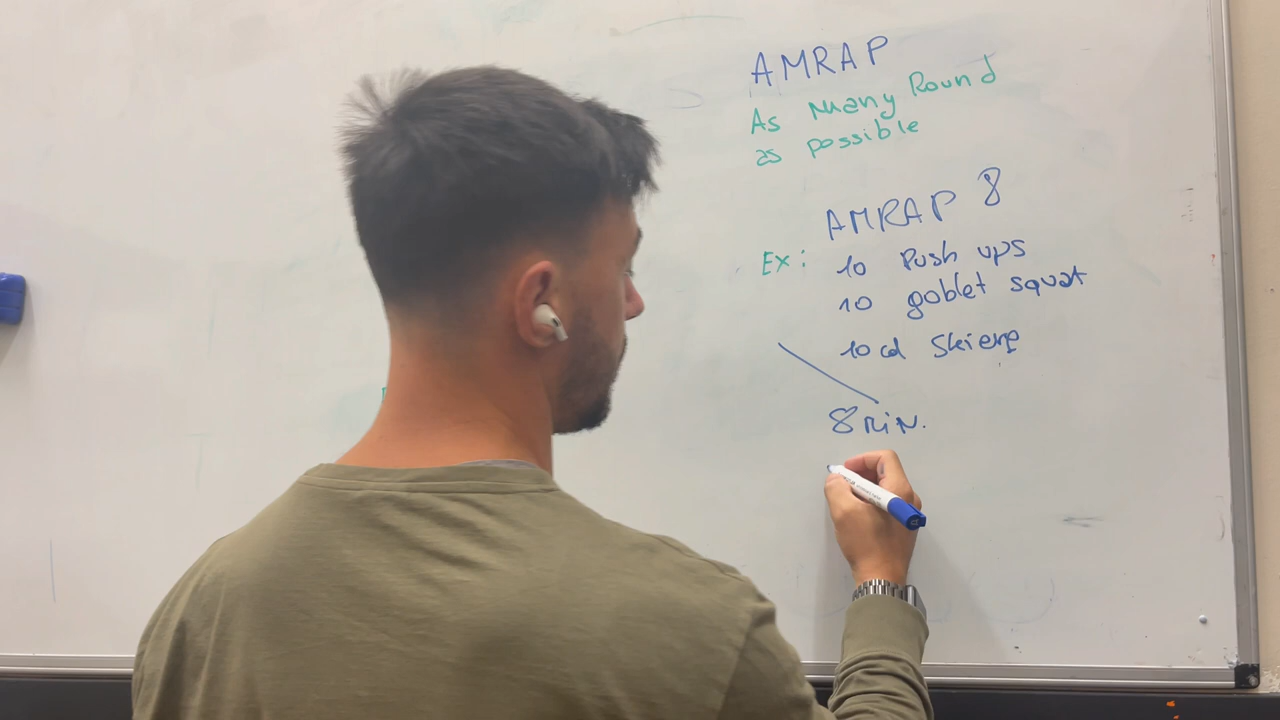 AMRAP
As Many Round
as possible
AMRAP 8
Ex: 10 Push ups
10 goblet squat
10 cal Skierg
8 min.